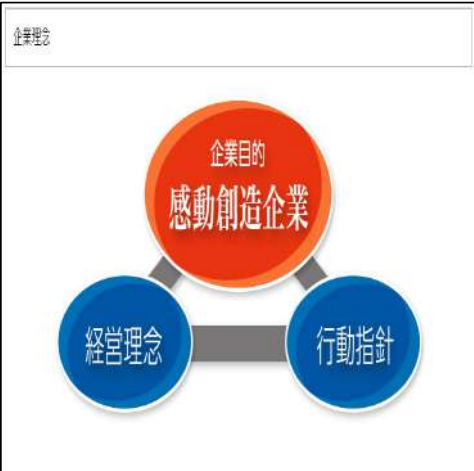 企業理念
企業目的
感動創造企業
経営理念
行動指針